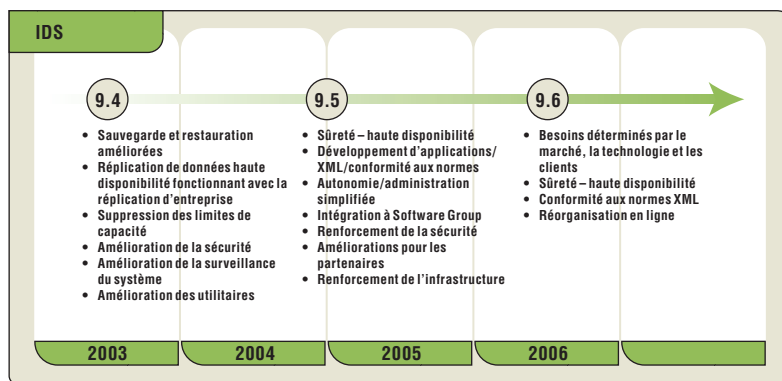 IDS
9.4
• Sauvegarde et restauration
améliorées
• Réplication de données haute
disponibilité fonctionnant avec la
réplication d'entreprise
• Suppression des limites de
capacité
• Amélioration de la sécurité
• Amélioration de la surveillance
du système
• Amélioration des utilitaires
9.5
• Sûreté – haute disponibilité
• Développement d'applications/
XML/conformité aux normes
• Autonomie/administration
simplifiée
• Intégration à Software Group
• Renforcement de la sécurité
• Améliorations pour les
partenaires
• Renforcement de l'infrastructure
9.6
• Besoins déterminés par le
marché, la technologie et les
clients
• Sûreté – haute disponibilité
• Conformité aux normes XML
• Réorganisation en ligne
2003
2004
2005
2006